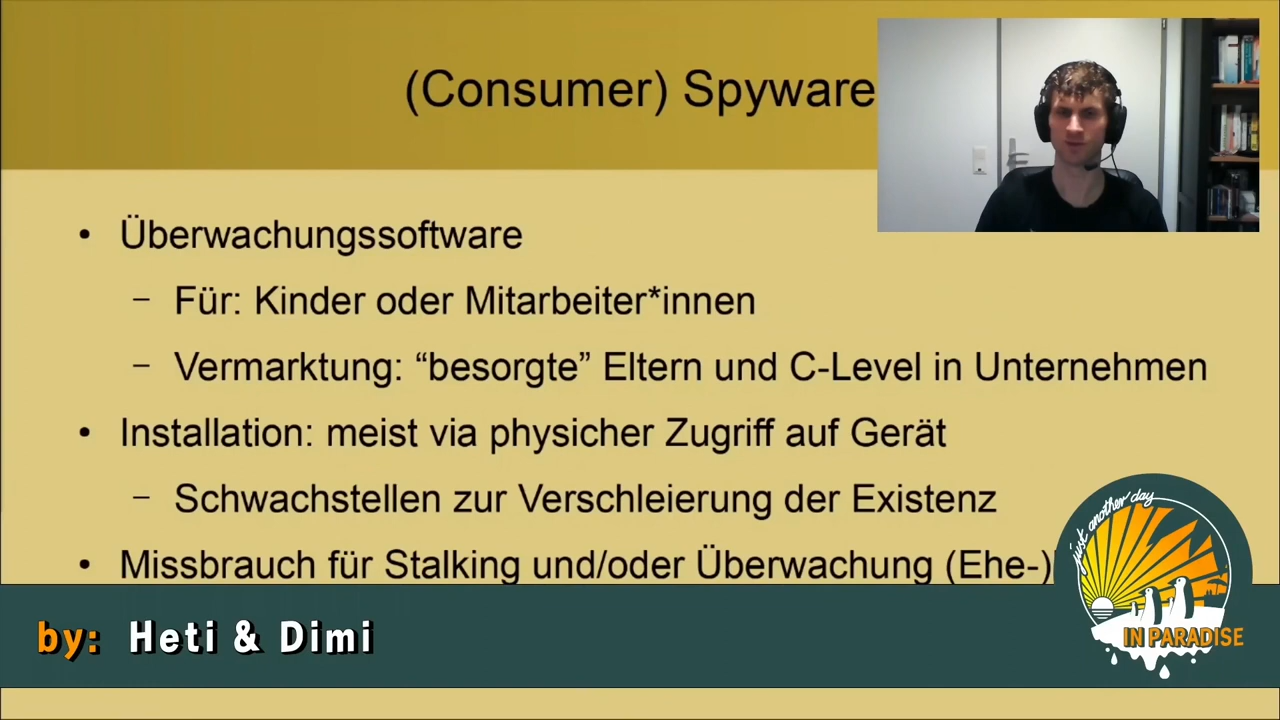 (Consumer) Spyware
• Überwachungssoftware
– Für: Kinder oder Mitarbeiter*innen
– Vermarktung: “besorgte” Eltern und C-Level in Unternehmen
• Installation: meist via physicher Zugriff auf Gerät
– Schwachstellen zur Verschleierung der Existenz
• Missbrauch für Stalking und/oder Überwachung (Ehe-)
just another day
IN PARADISE
by: Heti & Dimi